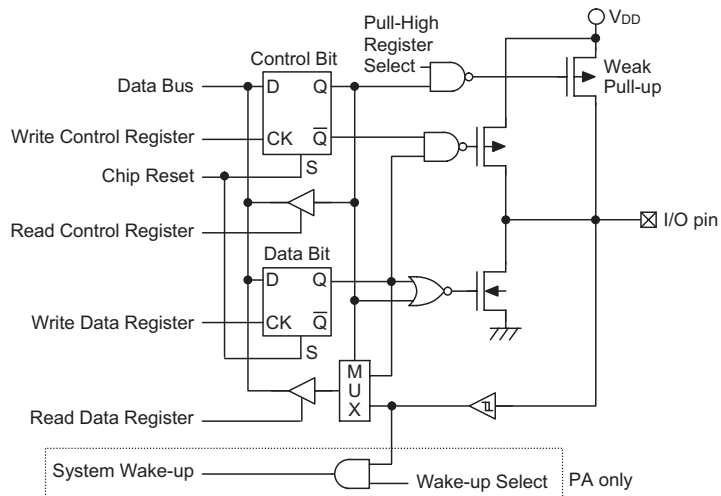 VDD
Pull-High
Register
Select
Control Bit
Weak
Pull-up
Data Bus
D
Q
Write Control Register
CK
Q
Chip Reset
S
I/O pin
Read Control Register
Data Bit
D
Q
Write Data Register
CK
Q
S
M
U
X
Read Data Register
System Wake-up
Wake-up Select
PA only